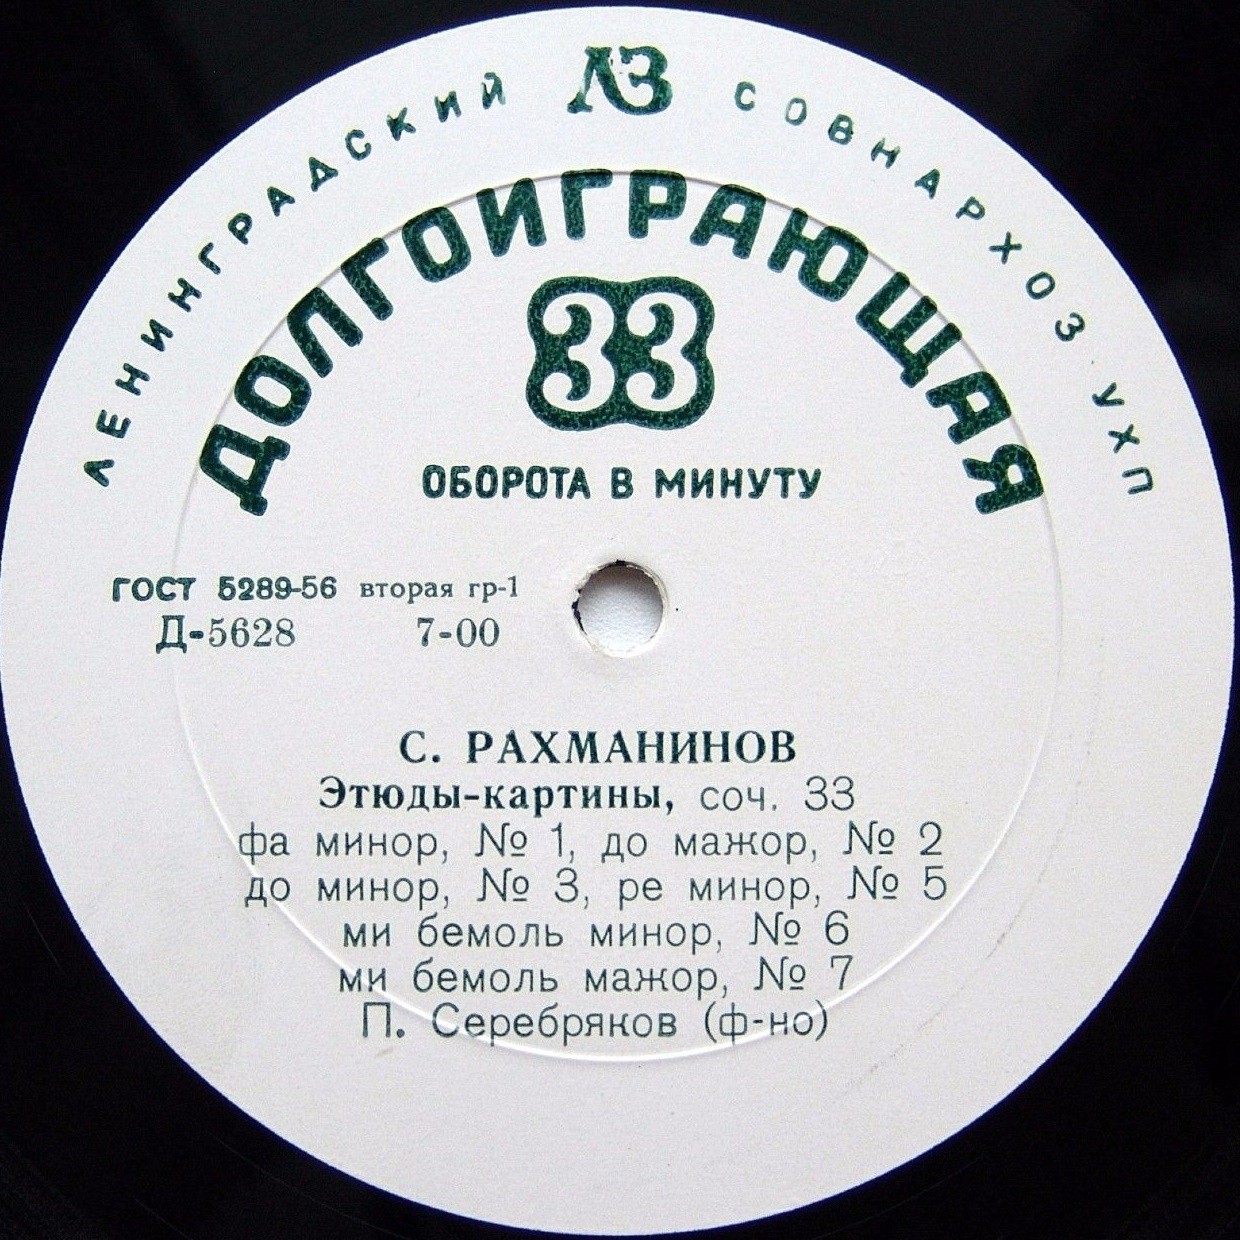 ЛЕНИНГРАДСКИЙ ЛЗ СОВНАРХОЗ УХП
ДОЛГОИГРАЮЩАЯ
33
ОБОРОТА В МИНУТУ
ГОСТ 5289-56 вторая гр-1
Д-5628 7-00
С. РАХМАНИНОВ
Этюды-картины, соч. 33
фа минор, № 1, до мажор, № 2
до минор, № 3, ре минор, № 5
ми бемоль минор, № 6
ми бемоль мажор, № 7
П. Серебряков (ф-но)